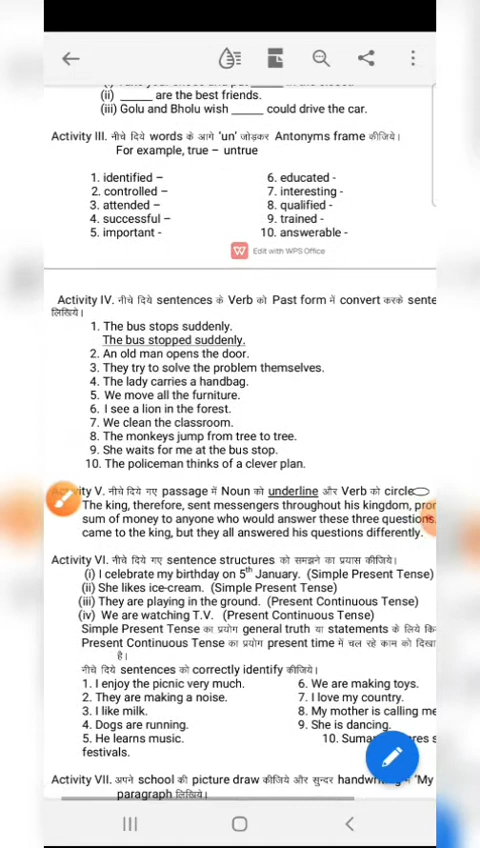 (ii) _____ are the best friends.
(iii) Golu and Bholu wish _____ could drive the car.
Activity III. नीचे दिये words के आगे 'un' जोड़कर Antonyms frame कीजिये।
For example, true – untrue
1. identified –
2. controlled –
3. attended –
4. successful –
5. important -
6. educated -
7. interesting -
8. qualified -
9. trained -
10. answerable -
Edit with WPS Office
Activity IV. नीचे दिये sentences के Verb को Past form में convert करके sente
लिखिये।
1. The bus stops suddenly.
The bus stopped suddenly.
2. An old man opens the door.
3. They try to solve the problem themselves.
4. The lady carries a handbag.
5. We move all the furniture.
6. I see a lion in the forest.
7. We clean the classroom.
8. The monkeys jump from tree to tree.
9. She waits for me at the bus stop.
10. The policeman thinks of a clever plan.
vity V. नीचे दिये गए passage में Noun को underline और Verb को circle
The king, therefore, sent messengers throughout his kingdom, pro
sum of money to anyone who would answer these three questions.
came to the king, but they all answered his questions differently.
Activity VI. नीचे दिये गए sentence structures को समझने का प्रयास कीजिये।
(i) I celebrate my birthday on 5th January. (Simple Present Tense)
(ii) She likes ice-cream. (Simple Present Tense)
(iii) They are playing in the ground. (Present Continuous Tense)
(iv) We are watching T.V. (Present Continuous Tense)
Simple Present Tense का प्रयोग general truth या statements के लिये कि
Present Continuous Tense का प्रयोग present time में चल रहे काम को दिखा
है।
नीचे दिये sentences को correctly identify कीजिये।
1. I enjoy the picnic very much.
2. They are making a noise.
3. I like milk.
4. Dogs are running.
5. He learns music.
6. We are making toys.
7. I love my country.
8. My mother is calling me
9. She is dancing.
10. Suma
festivals.
Activity VII. अपने school की picture draw कीजिये और सुन्दर handwr में 'My
paragraph लिखिये।